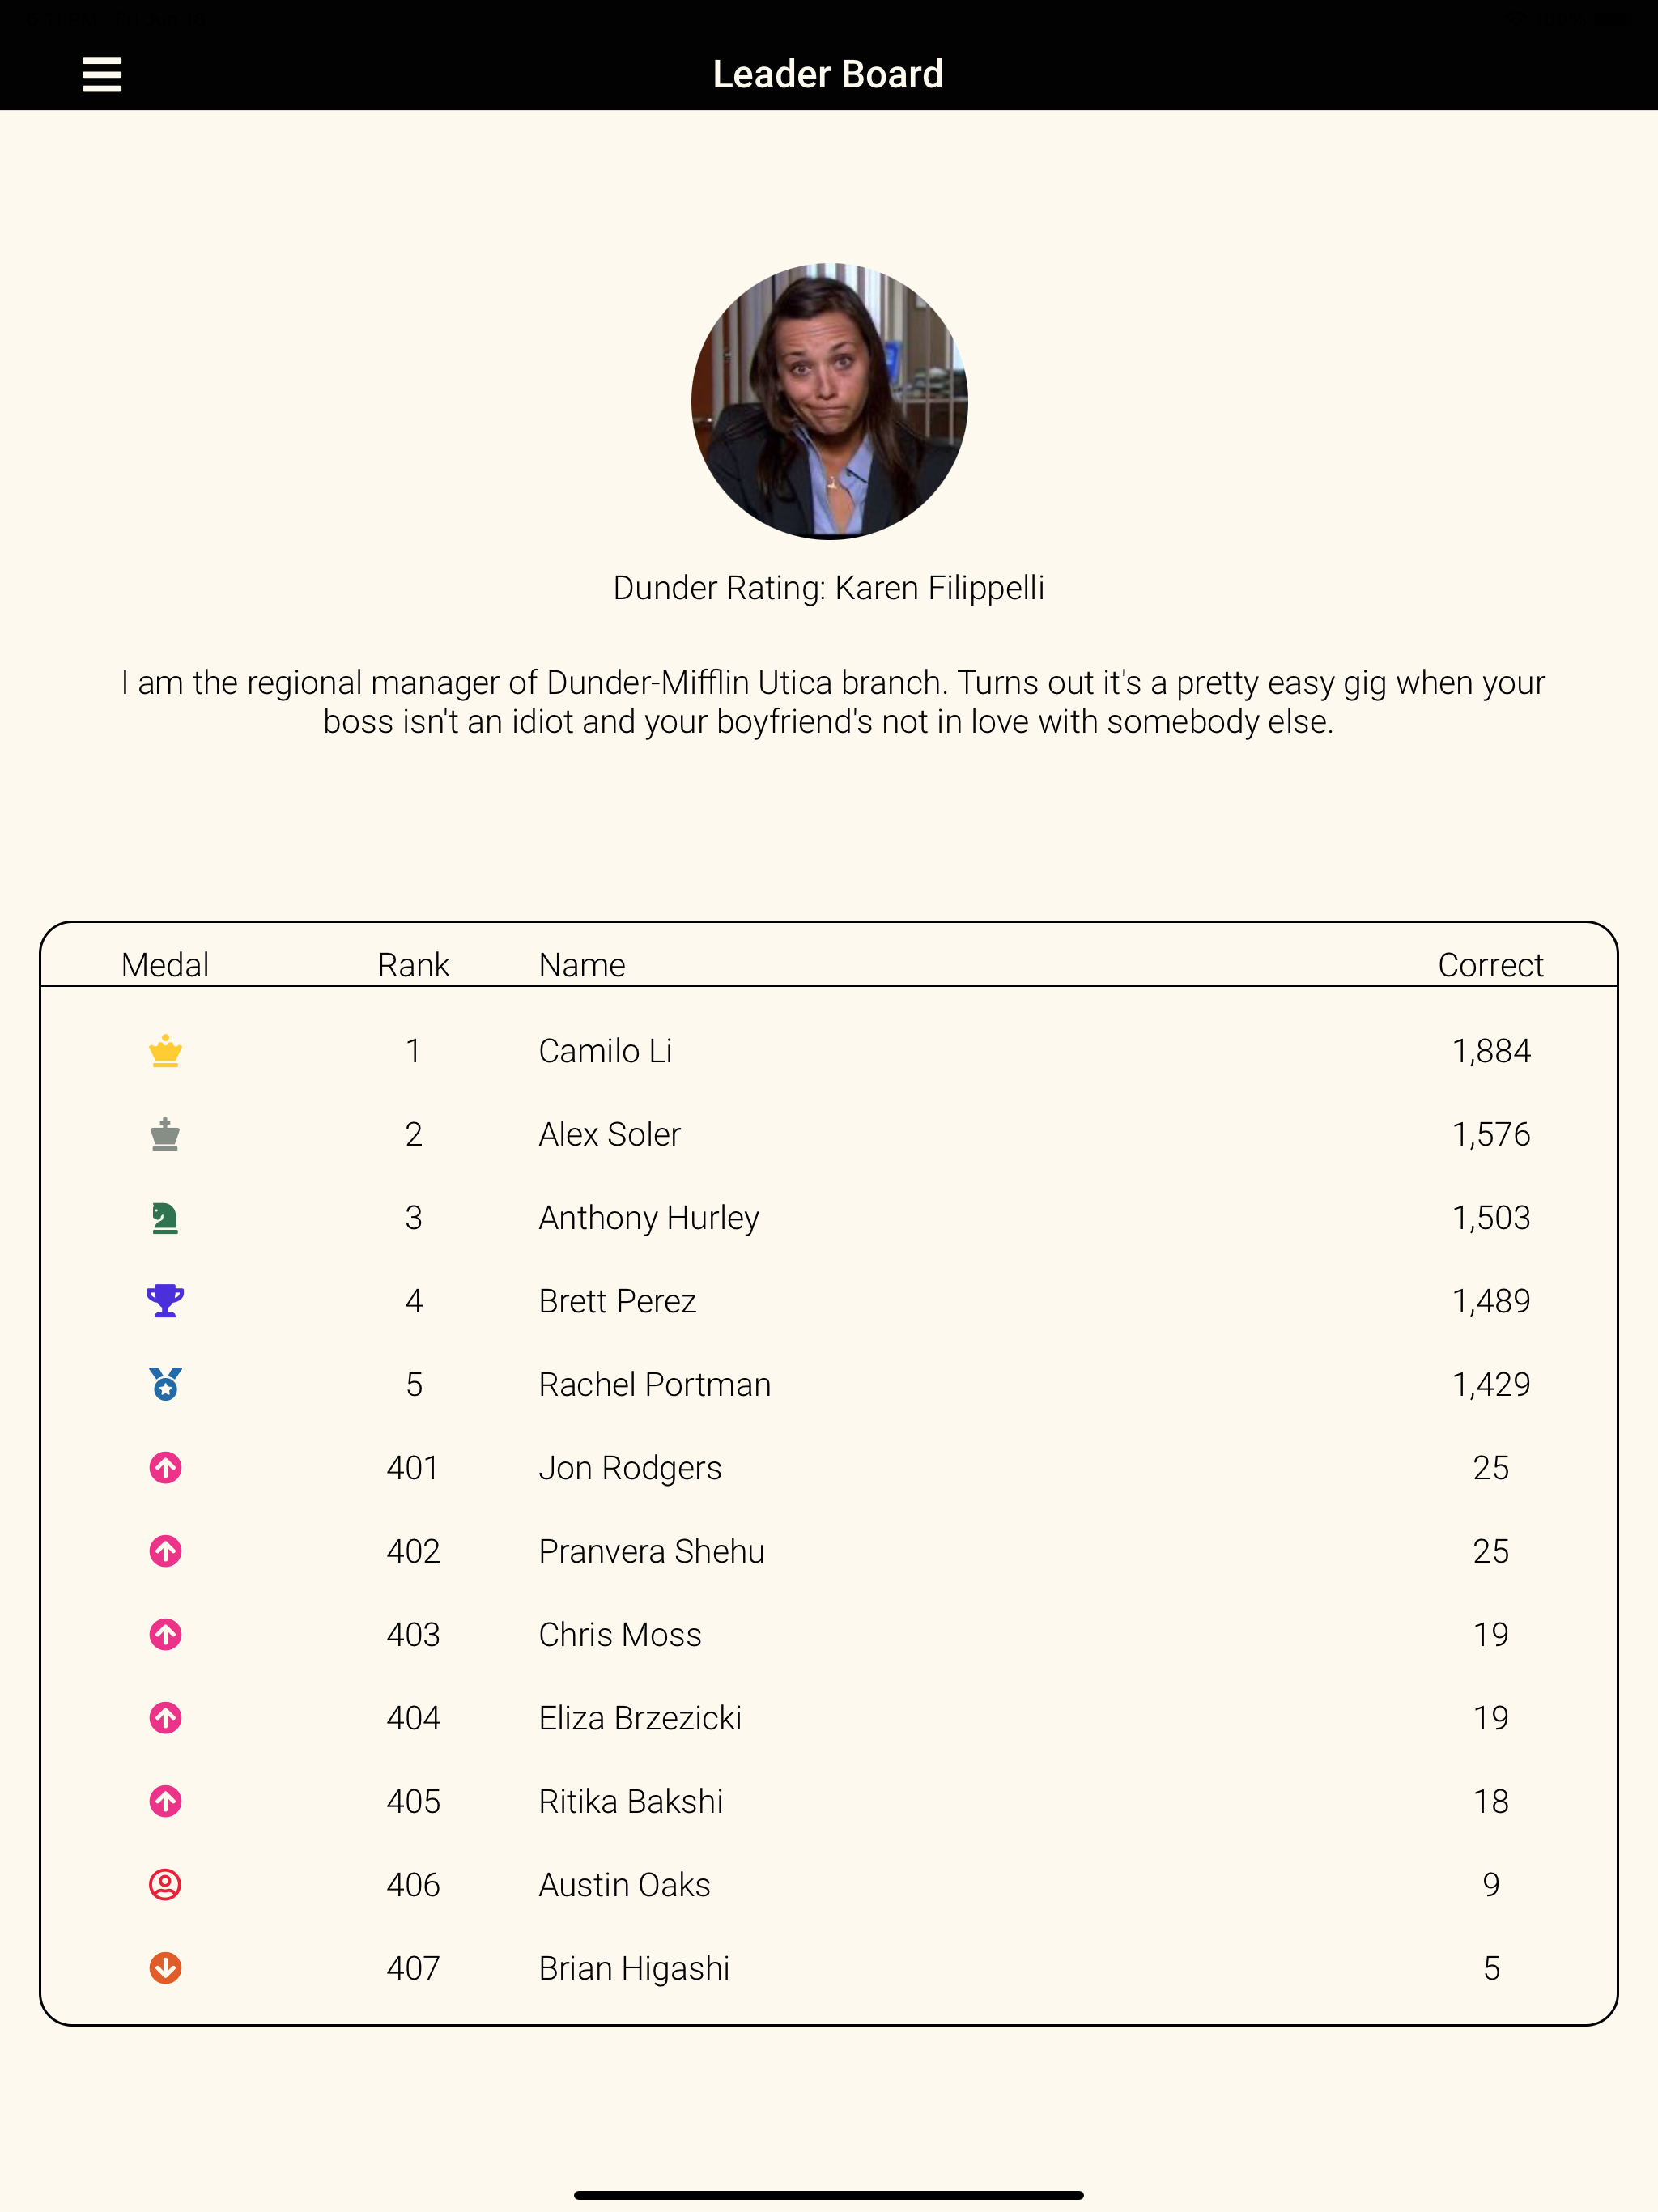 Leader Board
Dunder Rating: Karen Filippelli
I am the regional manager of Dunder-Mifflin Utica branch. Turns out it's a pretty easy gig when your
boss isn't an idiot and your boyfriend's not in love with somebody else.
Medal Rank Name Correct
1 Camilo Li 1,884
2 Alex Soler 1,576
3 Anthony Hurley 1,503
4 Brett Perez 1,489
5 Rachel Portman 1,429
401 Jon Rodgers 25
402 Pranvera Shehu 25
403 Chris Moss 19
404 Eliza Brzezicki 19
405 Ritika Bakshi 18
406 Austin Oaks 9
407 Brian Higashi 5